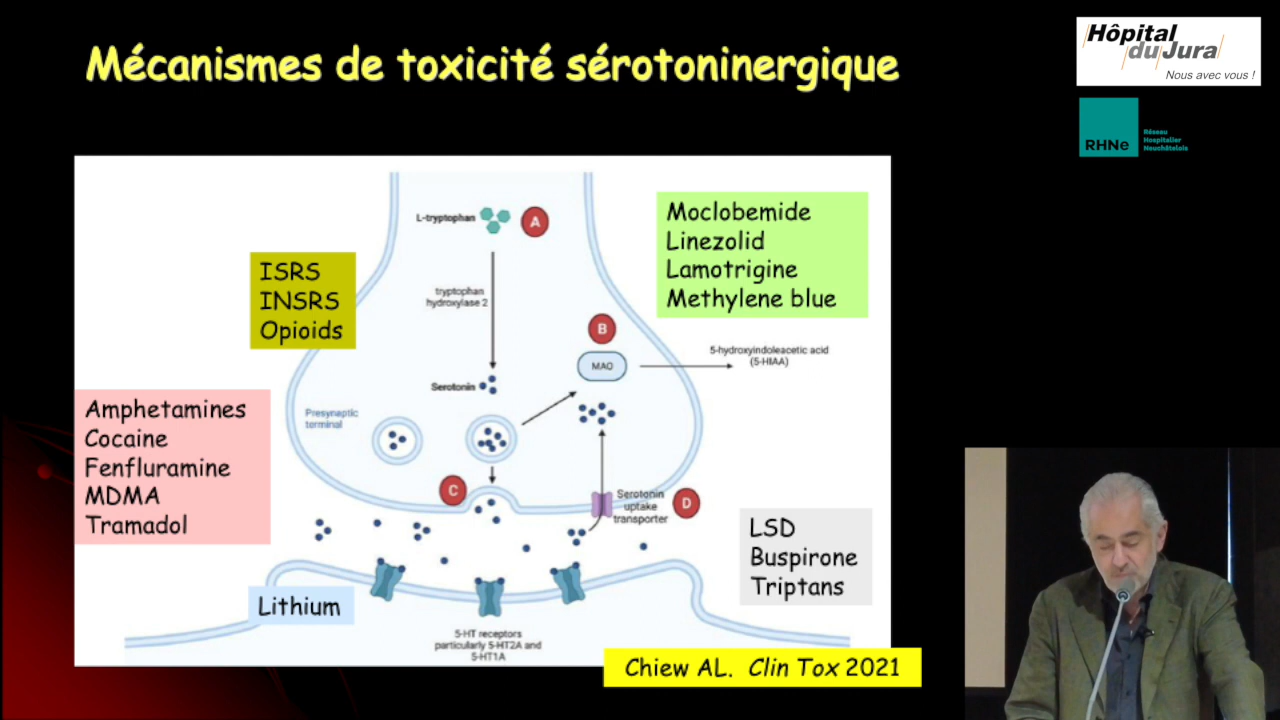 Mécanismes de toxicité sérotoninergique
Hôpital
du Jura
Nous avec vous !
RHNe
Réseau
Hospitalier
Neuchâtelois
L-tryptophan
A
Moclobemide
Linezolid
Lamotrigine
Methylene blue
ISRS
INSRS
Opioids
tryptophan
hydroxylase 2
B
MAO
5-hydroxyindoleacetic acid
(5-HIAA)
Serotonin
Presynaptic
terminal
Amphetamines
Cocaine
Fenfluramine
MDMA
Tramadol
C
Serotonin
uptake
transporter
D
LSD
Buspirone
Triptans
Lithium
5-HT receptors
particularly 5-HT2A and
5-HT1A
Chiew AL. Clin Tox 2021